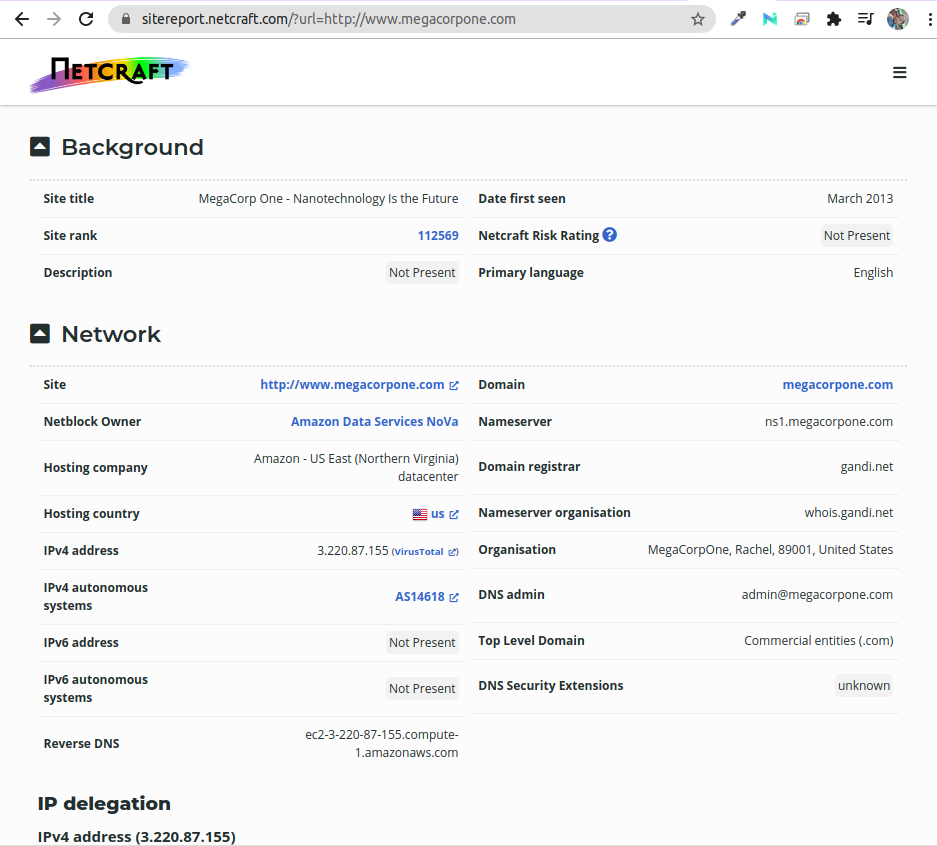 sitereport.netcraft.com/?url=http://www.megacorpone.com
NETCRAFT
Background
Site title MegaCorp One - Nanotechnology Is the Future Date first seen March 2013
Site rank 112569 Netcraft Risk Rating ? Not Present
Description Not Present Primary language English
Network
Site http://www.megacorpone.com Domain megacorpone.com
Netblock Owner Amazon Data Services NoVa Nameserver ns1.megacorpone.com
Hosting company Amazon - US East (Northern Virginia)
datacenter
Domain registrar gandi.net
Hosting country us Nameserver organisation whois.gandi.net
IPv4 address 3.220.87.155 (VirusTotal ) Organisation MegaCorpOne, Rachel, 89001, United States
IPv4 autonomous
systems
AS14618 DNS admin admin@megacorpone.com
IPv6 address Not Present Top Level Domain Commercial entities (.com)
IPv6 autonomous
systems
Not Present DNS Security Extensions unknown
Reverse DNS ec2-3-220-87-155.compute-
1.amazonaws.com
IP delegation
IPv4 address (3.220.87.155)